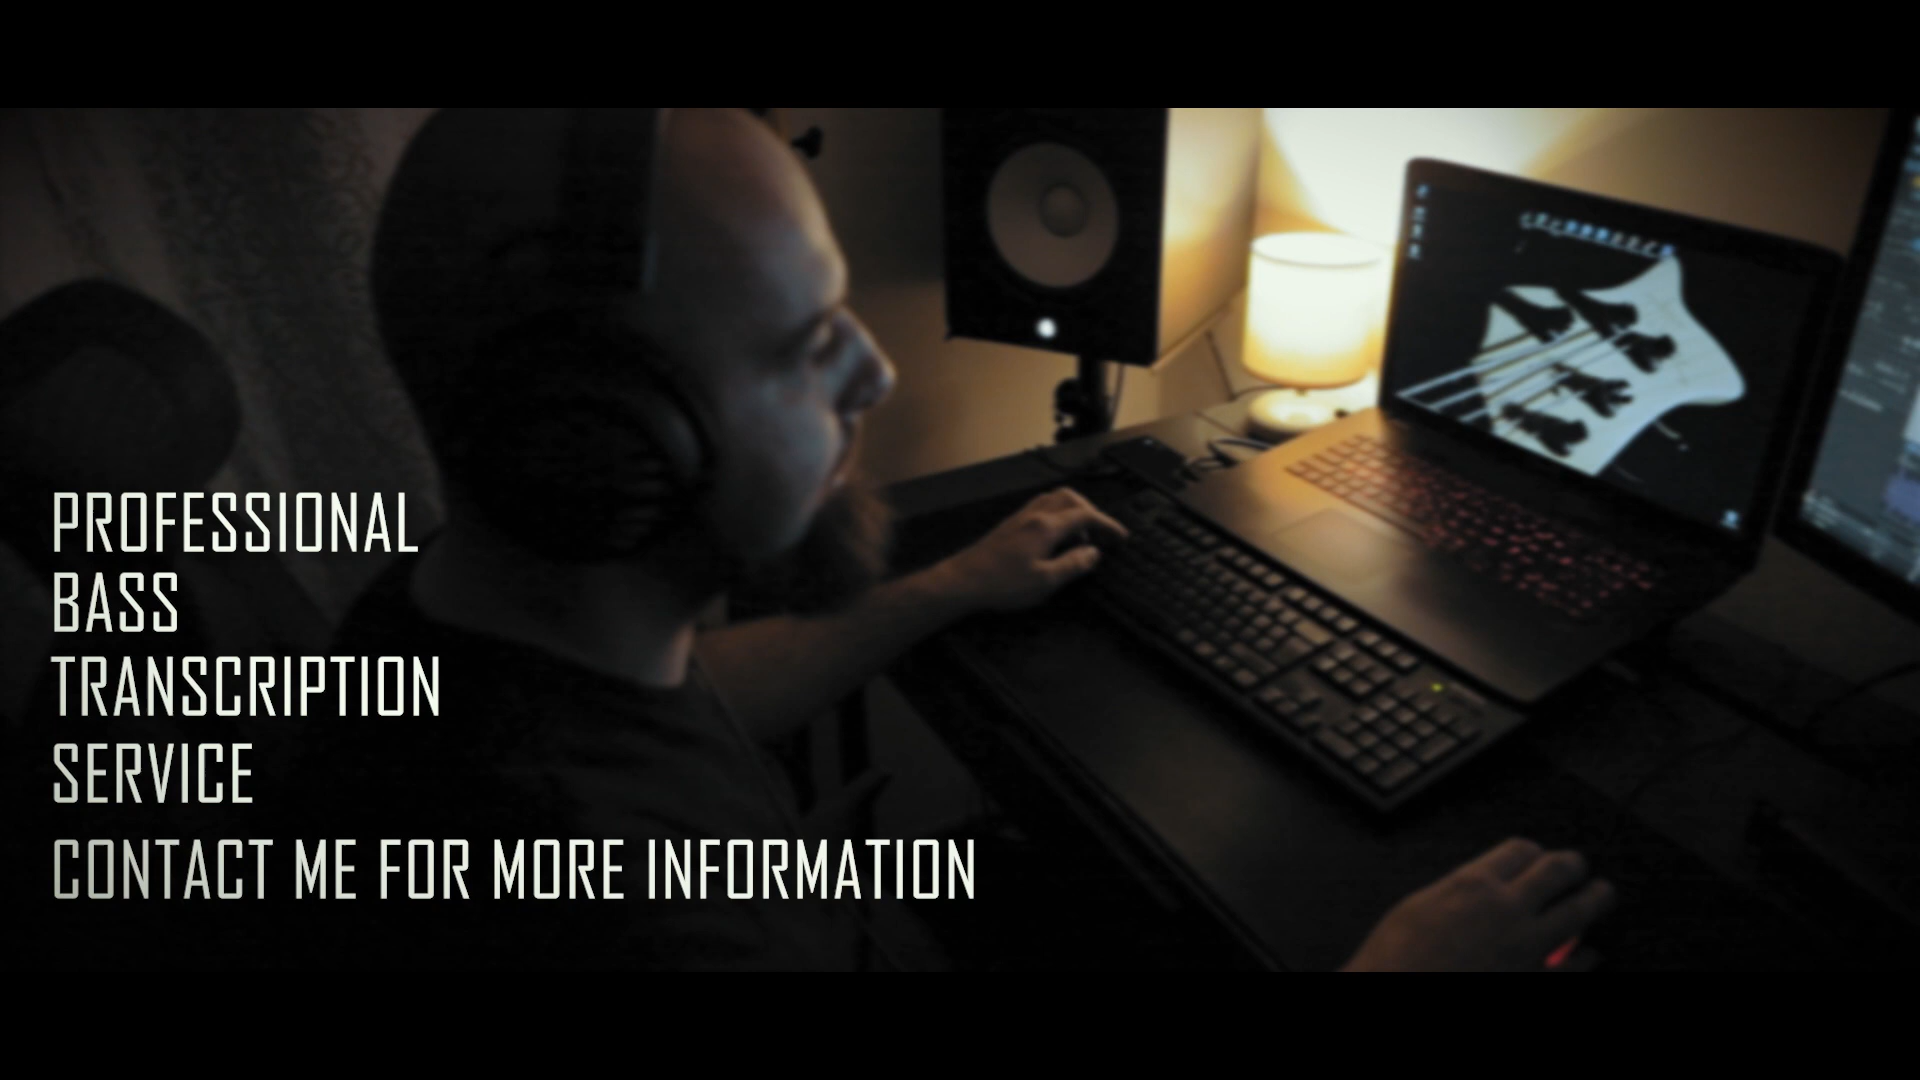 PROFESSIONAL
BASS
TRANSCRIPTION
SERVICE
CONTACT ME FOR MORE INFORMATION